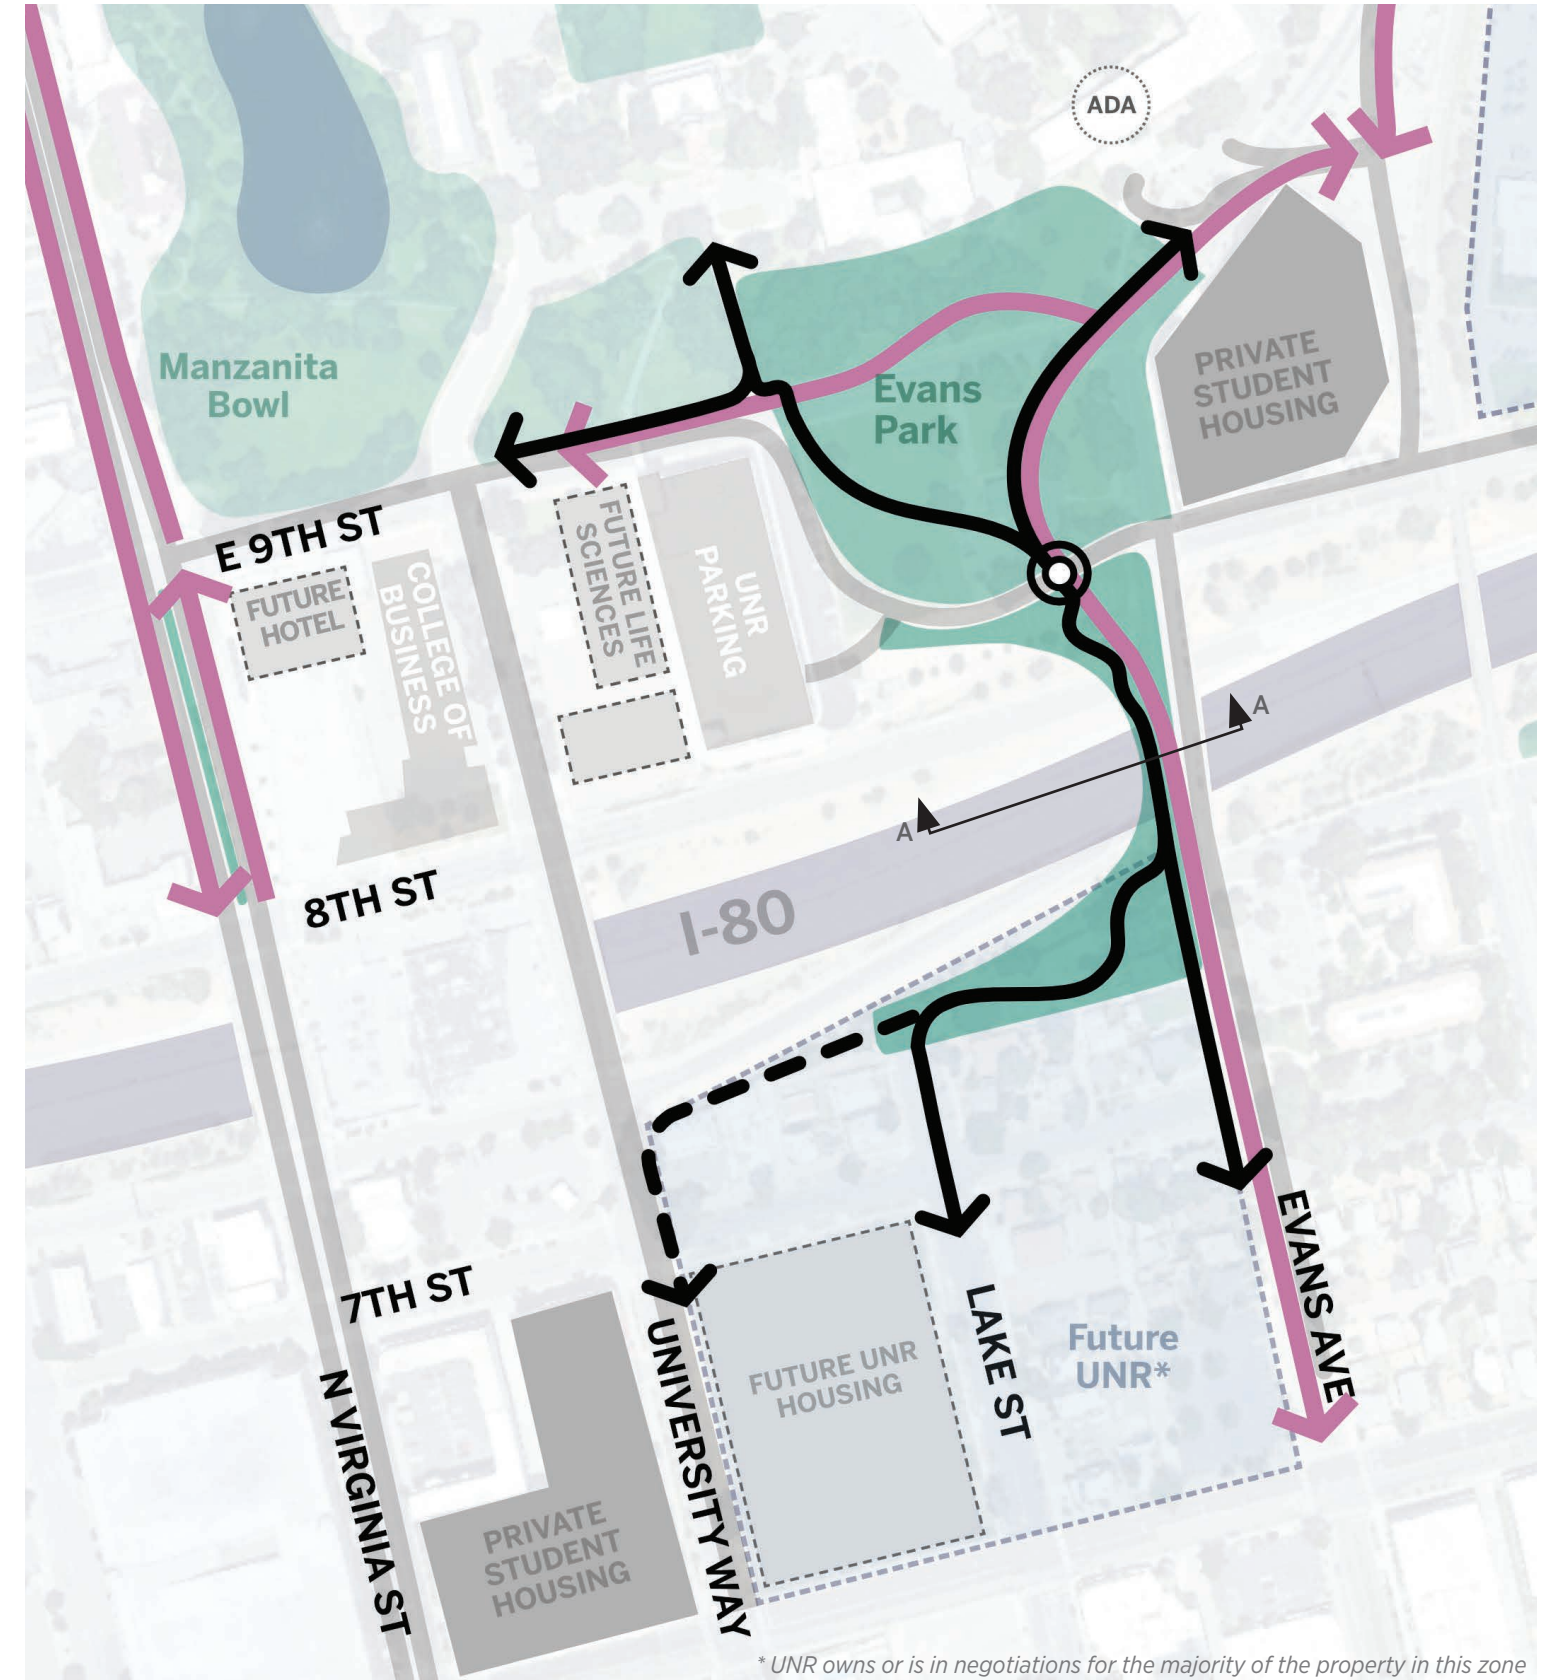 ADA
Manzanita
Bowl
Evans
Park
PRIVATE
STUDENT
HOUSING
E 9TH ST
FUTURE
HOTEL
COLLEGE OF
BUSINESS
FUTURE LIFE
SCIENCES
UNR
PARKING
A
A
I-80
8TH ST
7TH ST
N VIRGINIA ST
UNIVERSITY WAY
LAKE ST
EVANS AVE
FUTURE UNR
HOUSING
Future
UNR*
PRIVATE
STUDENT
HOUSING
* UNR owns or is in negotiations for the majority of the property in this zone